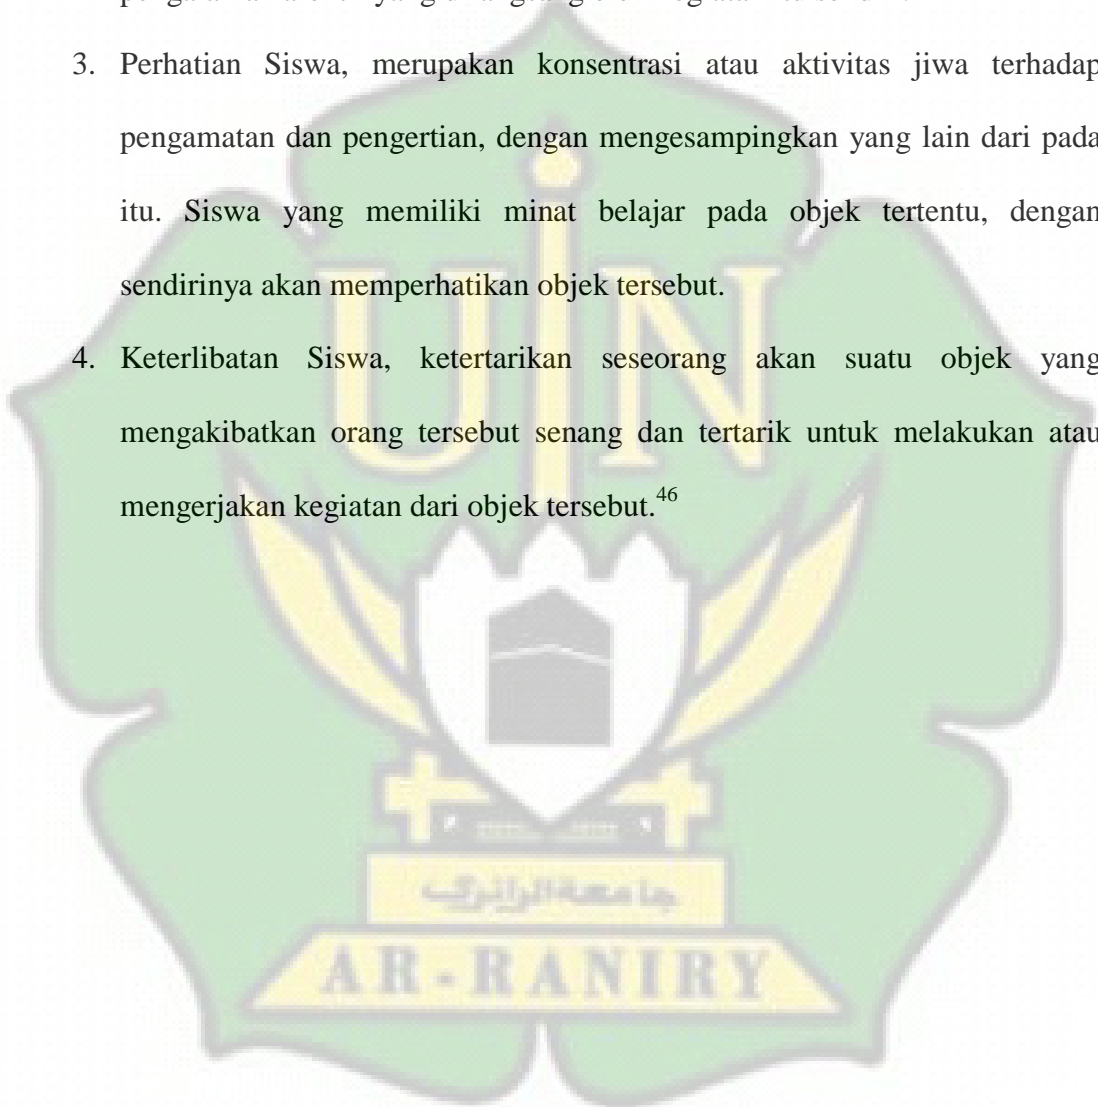 3. Perhatian Siswa, merupakan konsentrasi atau aktivitas jiwa terhadap
pengamatan dan pengertian, dengan mengesampingkan yang lain dari pada
itu. Siswa yang memiliki minat belajar pada objek tertentu, dengan
sendirinya akan memperhatikan objek tersebut.
4. Keterlibatan Siswa, ketertarikan seseorang akan suatu objek yang
mengakibatkan orang tersebut senang dan tertarik untuk melakukan atau
mengerjakan kegiatan dari objek tersebut.46
UIN
جامعة الرانري
AR-RANIRY